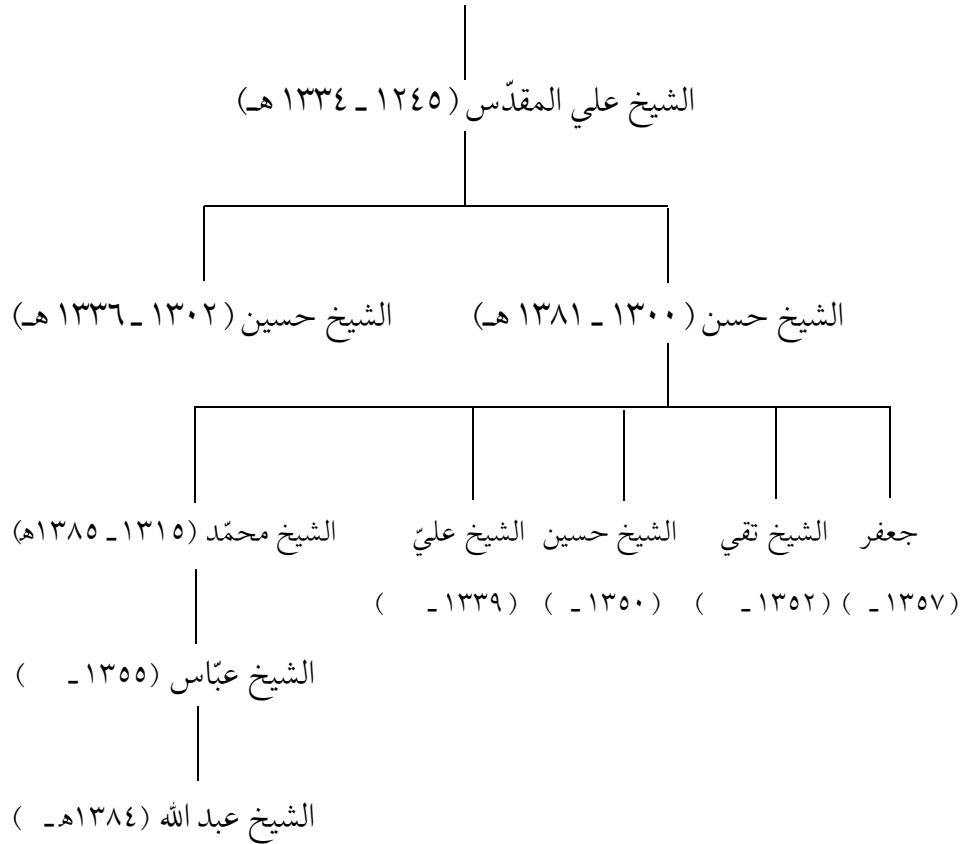 الشيخ علي المقدّس (١٢٤٥ ـ ١٣٣٤ هـ)
الشيخ حسن (١٣٠٠ ـ ١٣٨١ هـ) الشيخ حسين (١٣٠٢ ـ ١٣٣٦ هـ)
جعفر الشيخ تقي الشيخ حسين الشيخ عليّ الشيخ محمّد (١٣١٥ ـ ١٣٨٥ه)
(١٣٥٧ ـ ) (١٣٥٢ ـ ) (١٣٥٠ ـ ) (١٣٣٩ ـ )
الشيخ عبّاس (١٣٥٥ ـ )
الشيخ عبد الله (١٣٨٤هـ ـ )